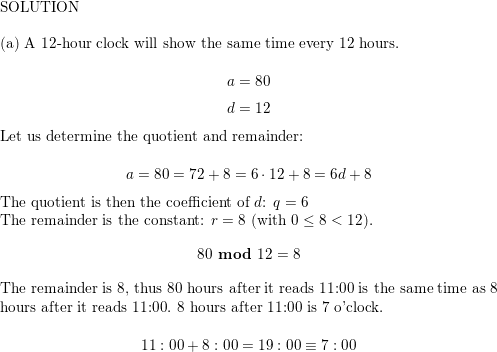 SOLUTION
(a) A 12-hour clock will show the same time every 12 hours.
a = 80
d = 12
Let us determine the quotient and remainder:
a = 80 = 72 + 8 = 6 · 12 + 8 = 6d + 8
The quotient is then the coefficient of d: q = 6
The remainder is the constant: r = 8 (with 0 ≤ 8 < 12).
80 mod 12 = 8
The remainder is 8, thus 80 hours after it reads 11:00 is the same time as 8
hours after it reads 11:00. 8 hours after 11:00 is 7 o'clock.
11 : 00 + 8 : 00 = 19 : 00 ≡ 7 : 00